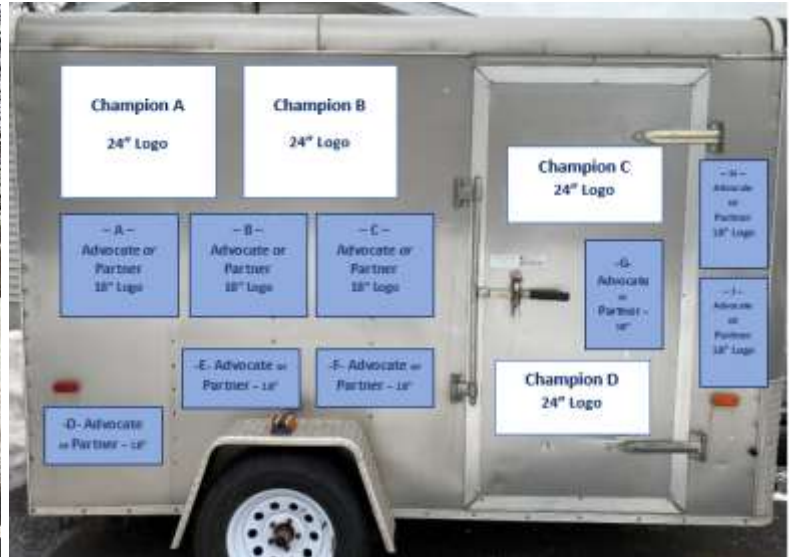 Champion A
24" Logo
Champion B
24" Logo
Champion C
24" Logo
– A –
Advocate or
Partner
18" Logo
– B –
Advocate or
Partner
18" Logo
– C –
Advocate or
Partner
18" Logo
-G-
Advocate
or
Partner –
18"
– H –
Advocate
or
Partner
18" Logo
– I –
Advocate
or
Partner
18" Logo
-E- Advocate or
Partner – 18"
-F- Advocate or
Partner – 18"
Champion D
24" Logo
-D- Advocate
or Partner – 18"